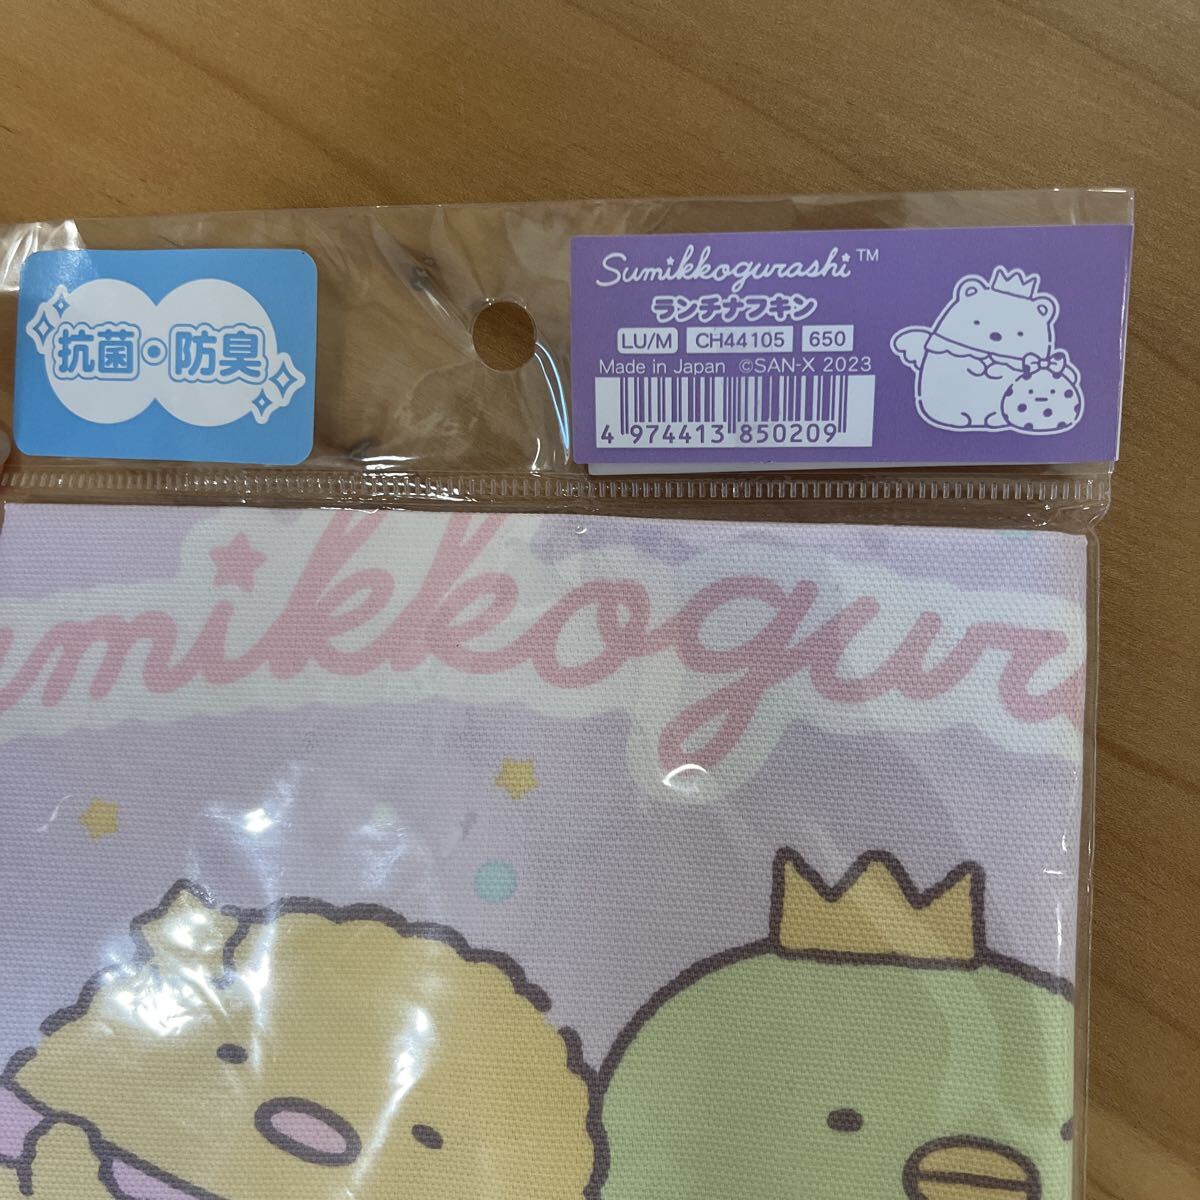 抗菌・防臭
Sumikkogurashi™
ランチナフキン
LU/M CH44105 650
Made in Japan ©SAN-X 2023
4 974413 850209
umikkogur